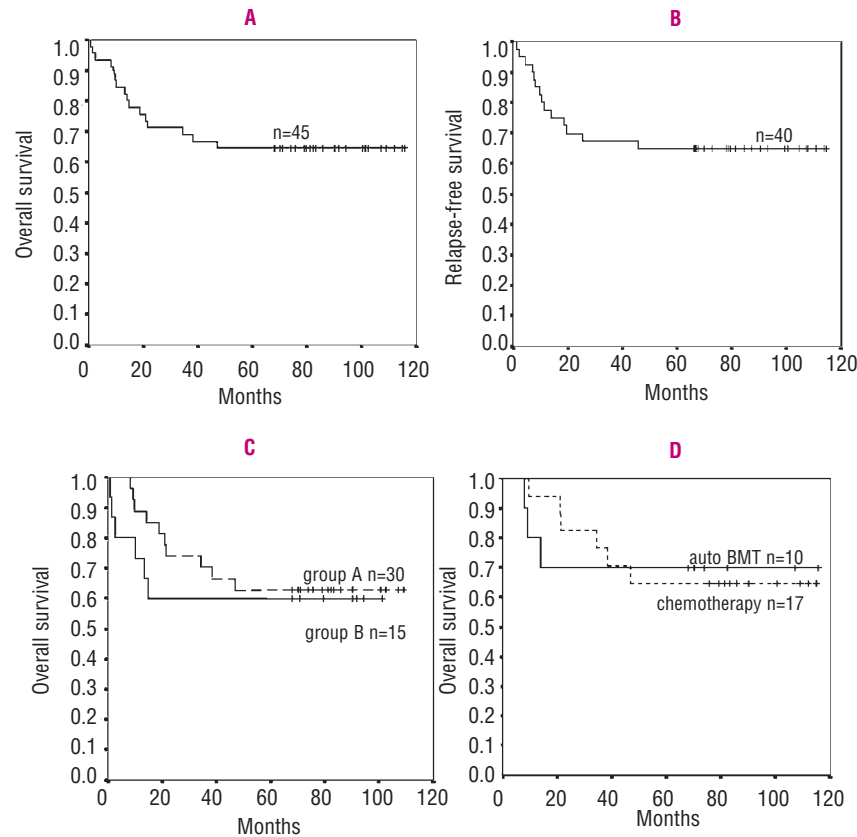 A
Overall survival
1.0
0.9
0.8
0.7
0.6
0.5
0.4
0.3
0.2
0.1
0.0
n=45
0 20 40 60 80 100 120
Months
B
Relapse-free survival
1.0
0.9
0.8
0.7
0.6
0.5
0.4
0.3
0.2
0.1
0.0
n=40
0 20 40 60 80 100 120
Months
C
Overall survival
1.0
0.9
0.8
0.7
0.6
0.5
0.4
0.3
0.2
0.1
0.0
group A n=30
group B n=15
0 20 40 60 80 100 120
Months
D
Overall survival
1.0
0.9
0.8
0.7
0.6
0.5
0.4
0.3
0.2
0.1
0.0
auto BMT n=10
chemotherapy n=17
0 20 40 60 80 100 120
Months